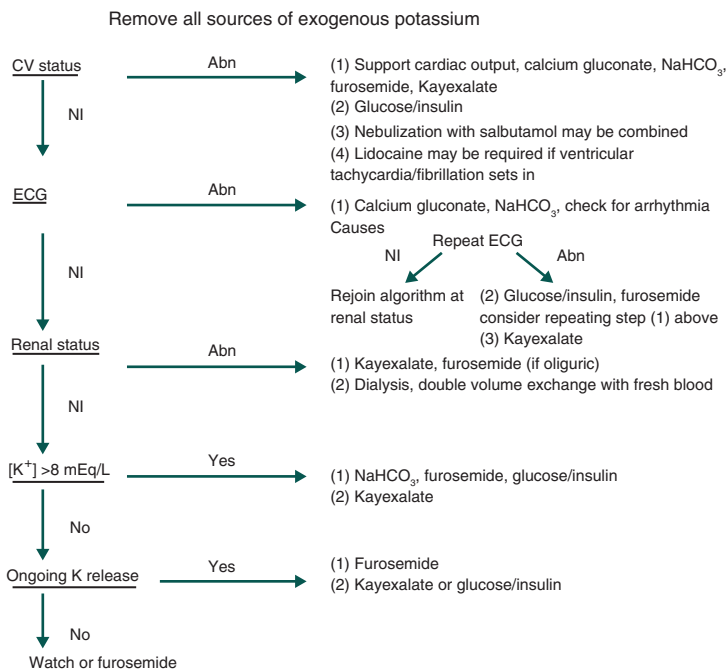 Remove all sources of exogenous potassium
CV status
Abn
(1) Support cardiac output, calcium gluconate, NaHCO₃,
furosemide, Kayexalate
(2) Glucose/insulin
(3) Nebulization with salbutamol may be combined
(4) Lidocaine may be required if ventricular
tachycardia/fibrillation sets in
NI
ECG
Abn
(1) Calcium gluconate, NaHCO₃, check for arrhythmia
Causes
Repeat ECG
NI
Abn
Rejoin algorithm at
renal status
(2) Glucose/insulin, furosemide
consider repeating step (1) above
(3) Kayexalate
NI
Renal status
Abn
(1) Kayexalate, furosemide (if oliguric)
(2) Dialysis, double volume exchange with fresh blood
NI
[K⁺] >8 mEq/L
Yes
(1) NaHCO₃, furosemide, glucose/insulin
(2) Kayexalate
No
Ongoing K release
Yes
(1) Furosemide
(2) Kayexalate or glucose/insulin
No
Watch or furosemide